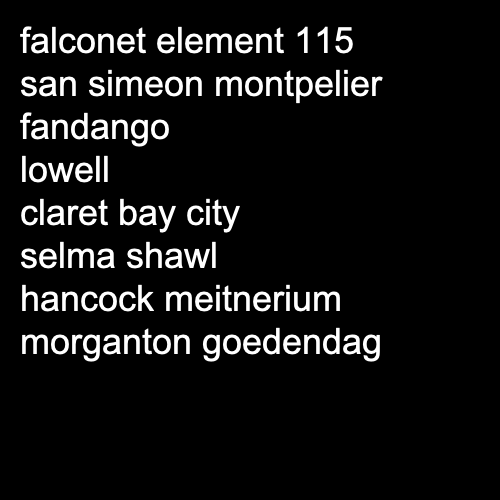 falconet element 115
san simeon montpelier
fandango
lowell
claret bay city
selma shawl
hancock meitnerium
morganton goedendag